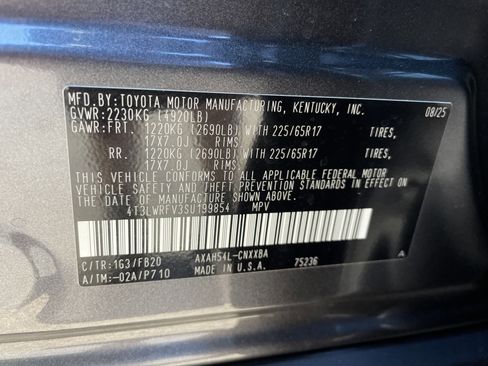 MFD.BY:TOYOTA MOTOR MANUFACTURING, KENTUCKY, INC. 08/25
GVWR:2230KG (4920LB)
GAWR:FRT. 1220KG (2690LB) WITH 225/65R17 TIRES,
17X7.0J RIMS
RR. 1220KG (2690LB) WITH 225/65R17 TIRES,
17X7.0J RIMS
THIS VEHICLE CONFORMS TO ALL APPLICABLE FEDERAL MOTOR
VEHICLE SAFETY AND THEFT PREVENTION STANDARDS IN EFFECT ON
THE DATE OF MANUFACTURE SHOWN ABOVE.
4T3LWRFV3SU199854 MPV
C/TR:1G3/FB20 AXAH54L-CNXXBA A
A/TM:-02A/P710 MADE IN U.S.A. 75236